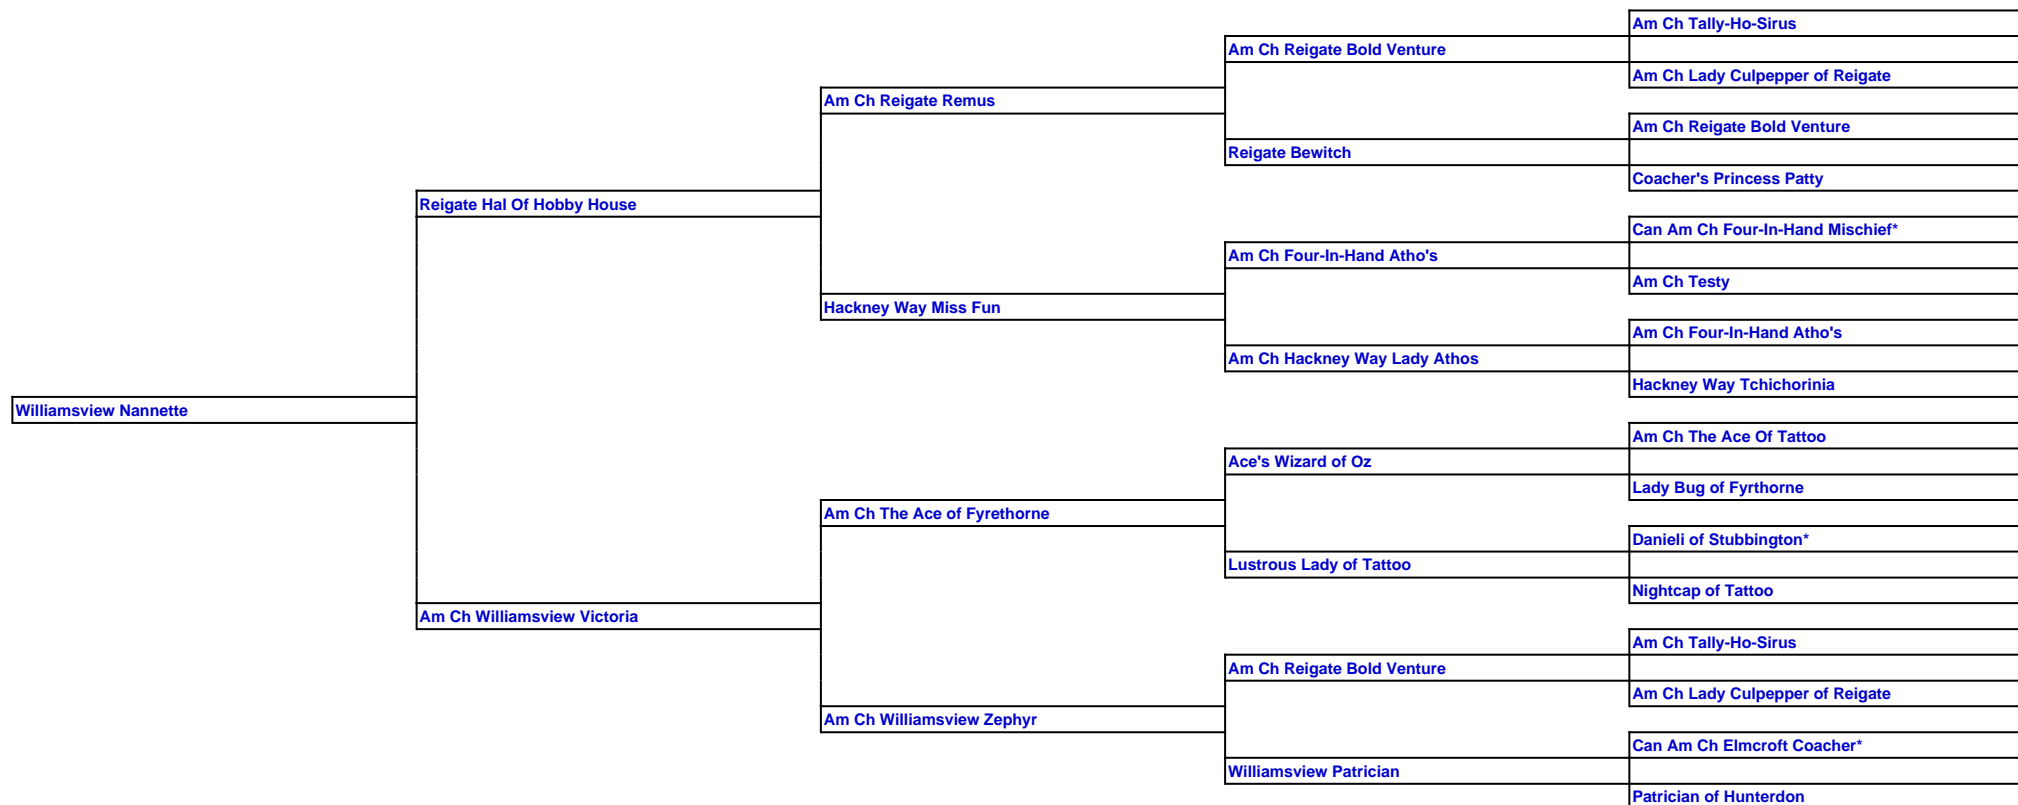 Am Ch Tally-Ho-Sirus
Am Ch Reigate Bold Venture
Am Ch Lady Culpepper of Reigate
Am Ch Reigate Remus
Am Ch Reigate Bold Venture
Reigate Bewitch
Coacher's Princess Patty
Reigate Hal Of Hobby House
Can Am Ch Four-In-Hand Mischief*
Am Ch Four-In-Hand Atho's
Am Ch Testy
Hackney Way Miss Fun
Am Ch Four-In-Hand Atho's
Am Ch Hackney Way Lady Athos
Hackney Way Tchichorinia
Williamsview Nannette
Am Ch The Ace Of Tattoo
Ace's Wizard of Oz
Lady Bug of Fyrthorne
Am Ch The Ace of Fyrethorne
Danieli of Stubbington*
Lustrous Lady of Tattoo
Nightcap of Tattoo
Am Ch Williamsview Victoria
Am Ch Tally-Ho-Sirus
Am Ch Reigate Bold Venture
Am Ch Lady Culpepper of Reigate
Am Ch Williamsview Zephyr
Can Am Ch Elmcroft Coacher*
Williamsview Patrician
Patrician of Hunterdon